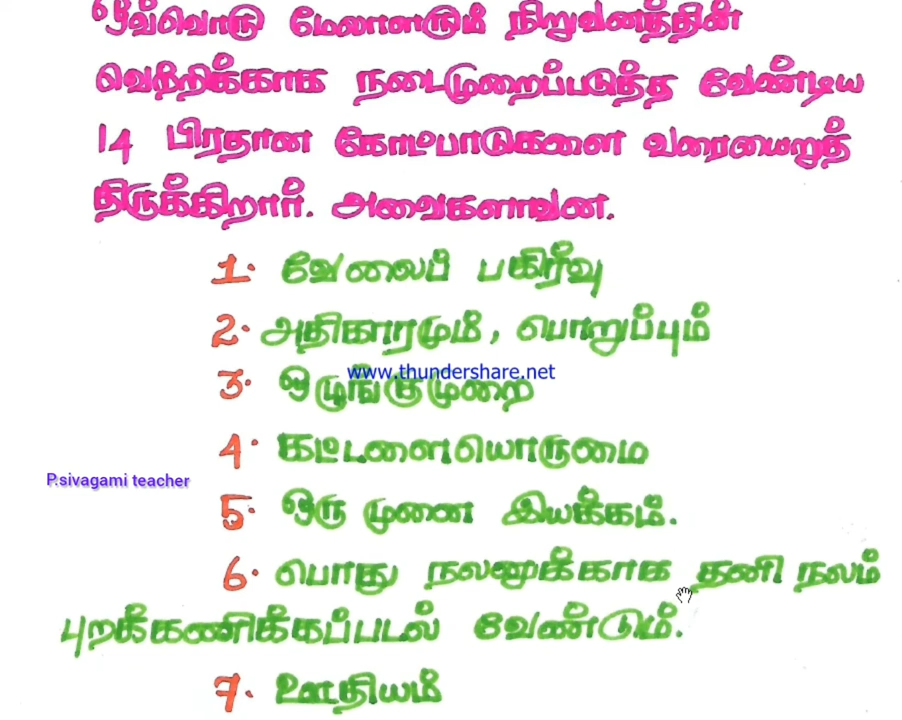 ஒவ்வொரு மேலாளரும் நிறுவனத்தின்
வெற்றிக்காக நடைமுறைப்படுத்த வேண்டிய
14 பிரதான கோட்பாடுகளை வரையறுத்
திருக்கிறார். அவைகளாவன.
1. வேலைப் பகிர்வு
2. அதிகாரமும், பொறுப்பும்
www.thundershare.net
3. ஒழுங்குமுறை
4. கட்டளையொருமை
P.sivagami teacher
5. ஒரு முனை இயக்கம்.
6. பொது நலனுக்காக தனி நலம்
புறக்கணிக்கப்படல் வேண்டும்.
7. ஊதியம்